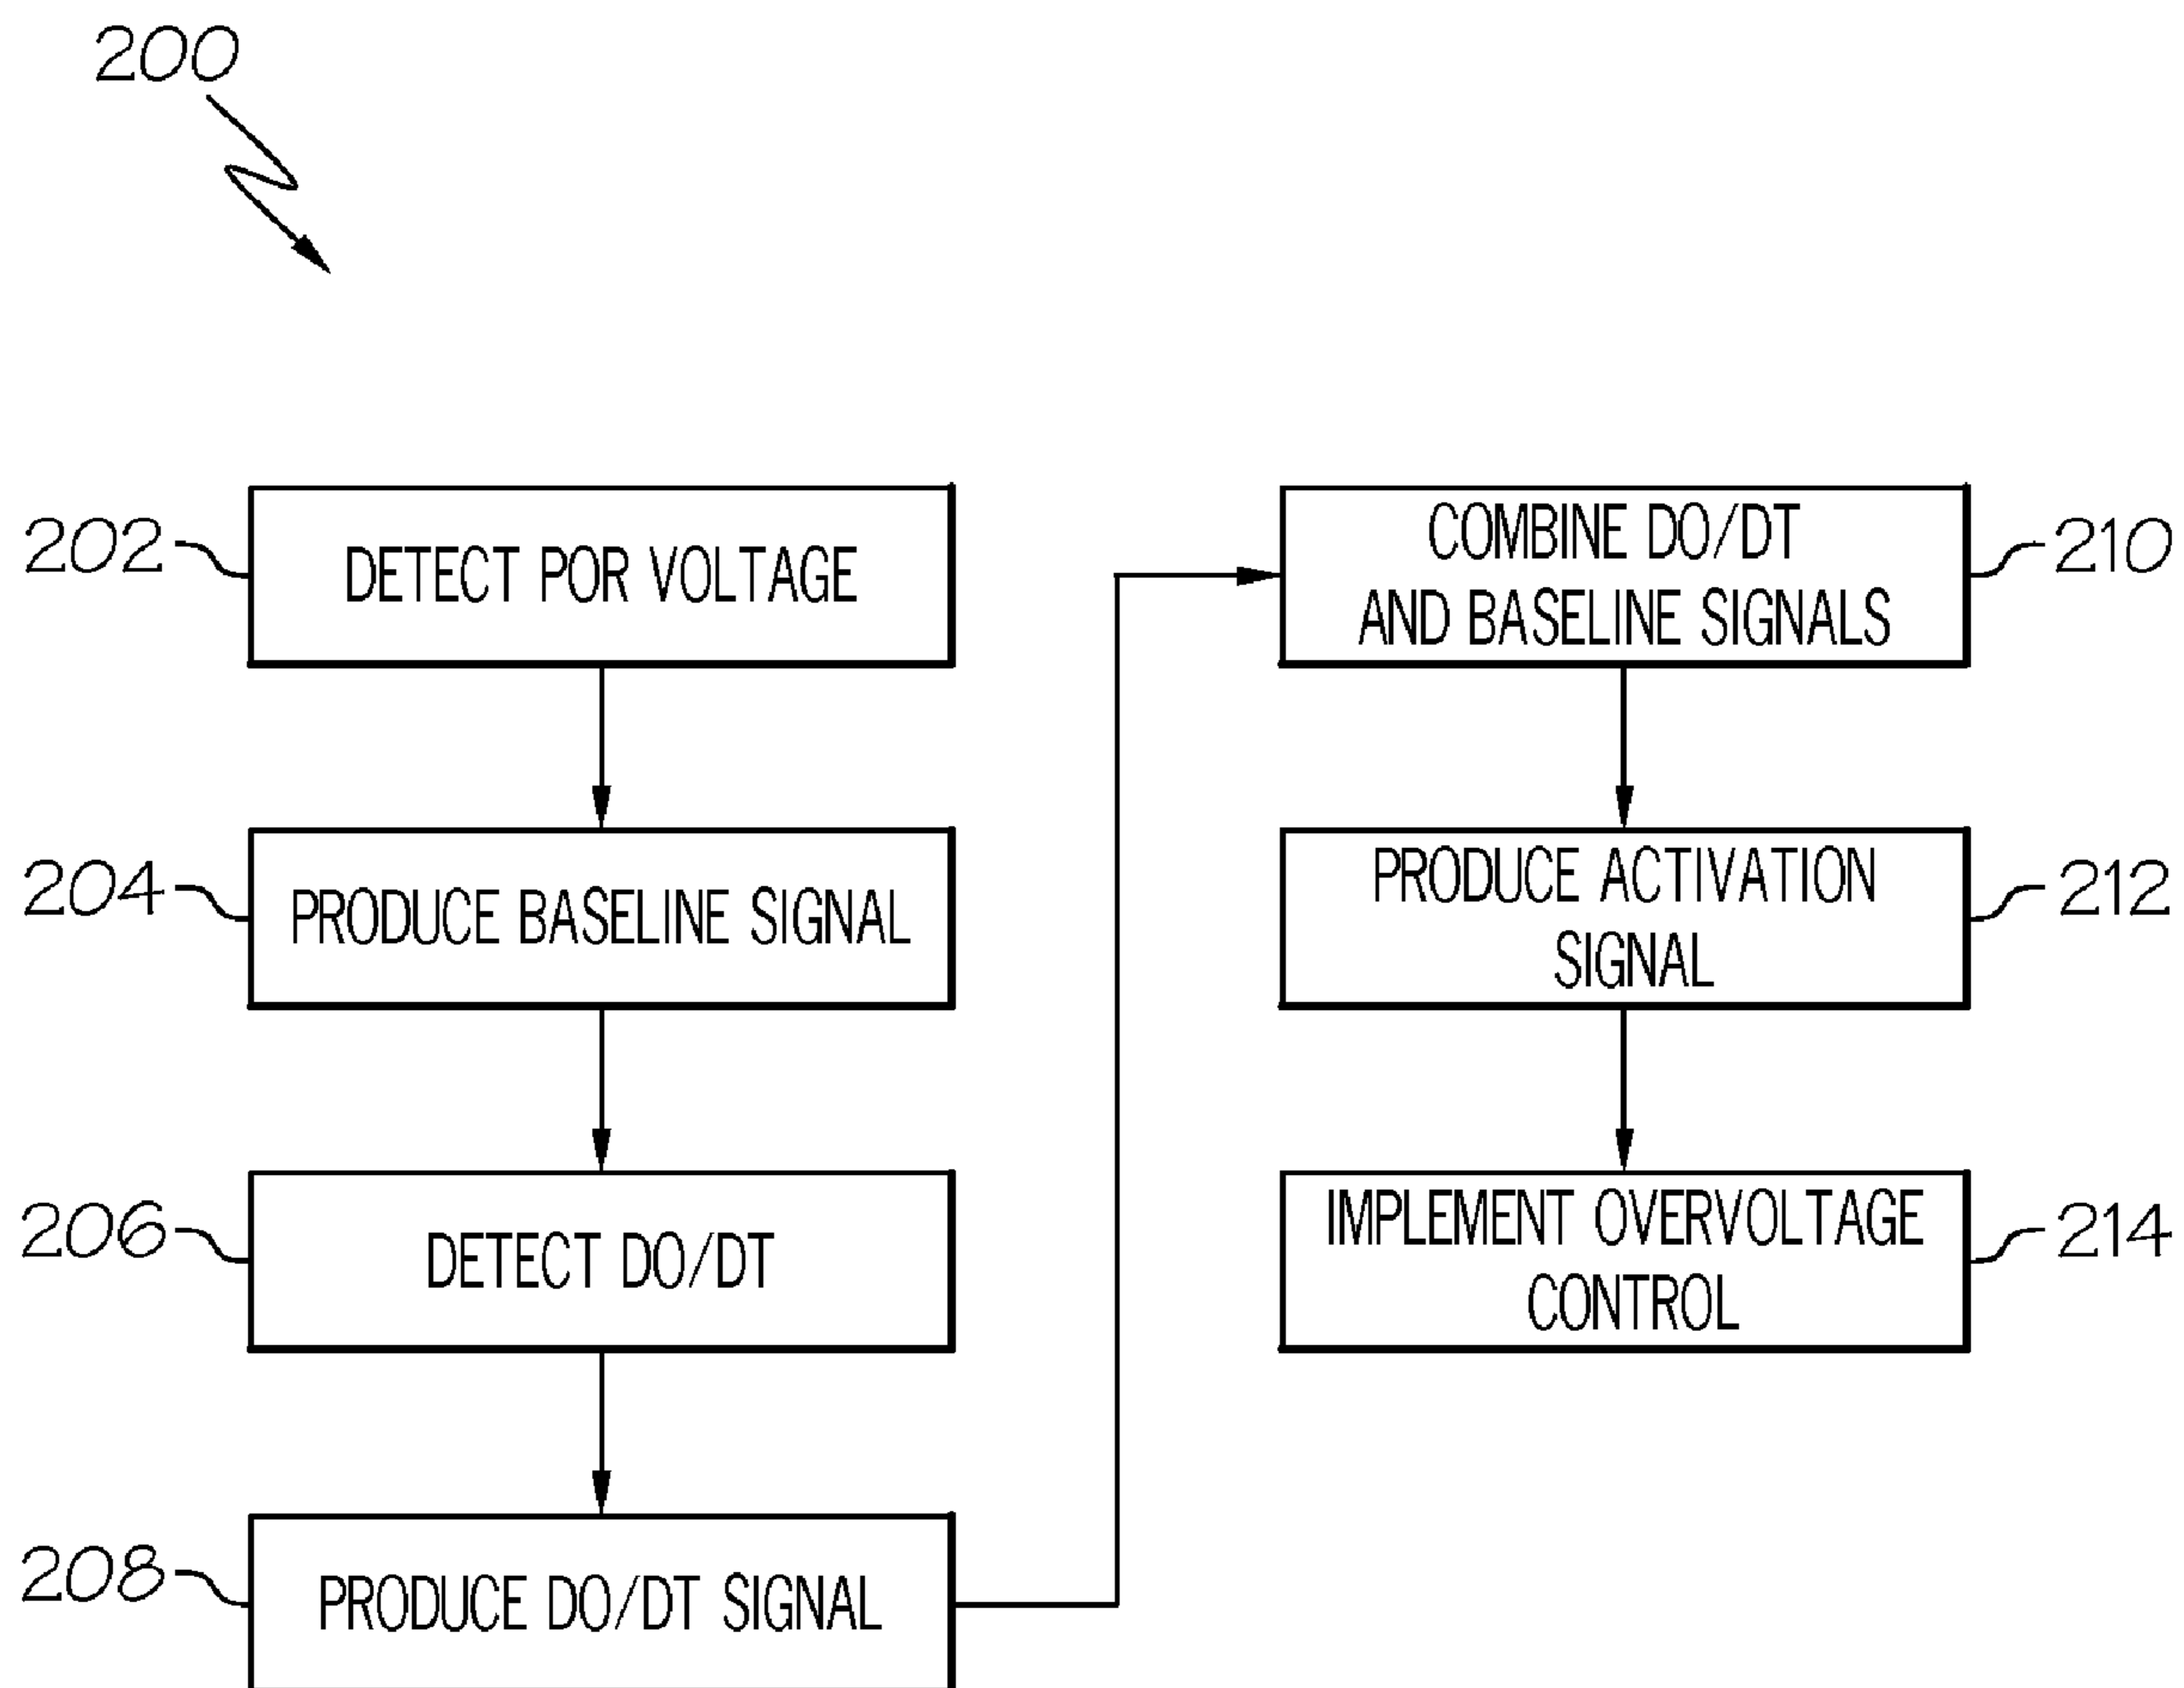 200
202
DETECT POR VOLTAGE
204
PRODUCE BASELINE SIGNAL
206
DETECT DO/DT
208
PRODUCE DO/DT SIGNAL
COMBINE DO/DT
AND BASELINE SIGNALS
210
PRODUCE ACTIVATION
SIGNAL
212
IMPLEMENT OVERVOLTAGE
CONTROL
214